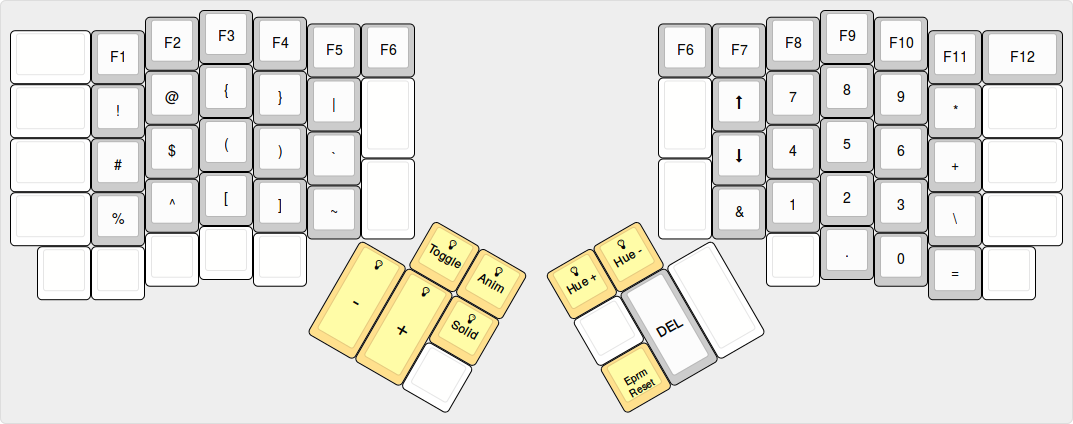 F1 F2 F3 F4 F5 F6
! @ { } |
# $ ( ) `
% ^ [ ] ~
Toggle
Anim
-
+
Solid
F6 F7 F8 F9 F10 F11 F12
↑ 7 8 9 *
↓ 4 5 6 +
& 1 2 3 \
. 0 =
Hue +
Hue -
DEL
Eprm
Reset